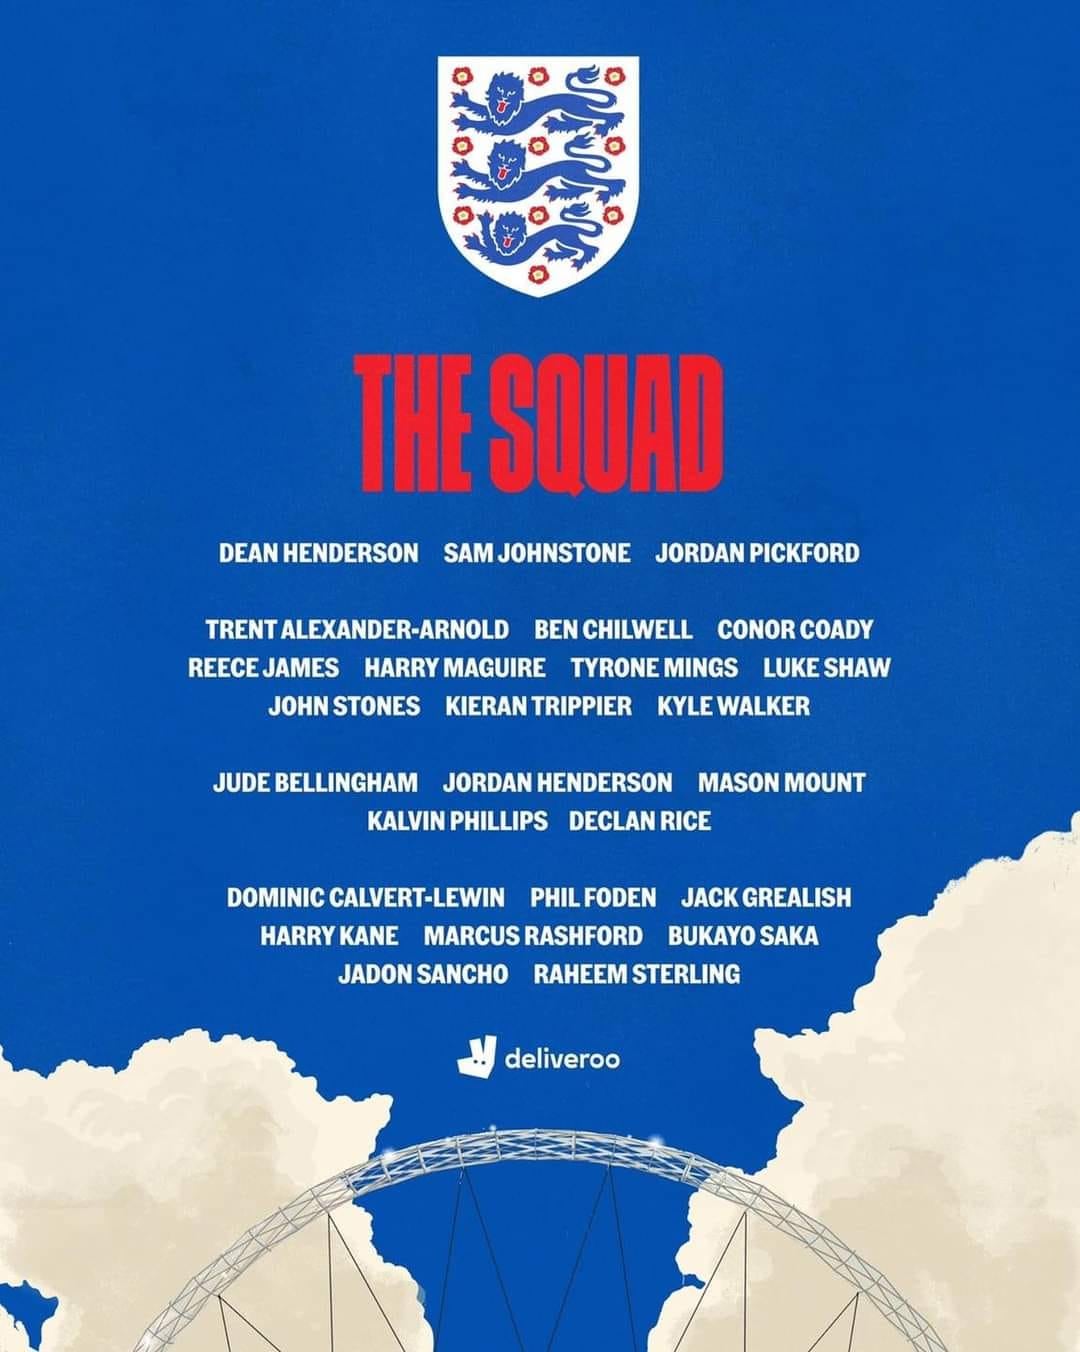 THE SQUAD
DEAN HENDERSON SAM JOHNSTONE JORDAN PICKFORD
TRENT ALEXANDER-ARNOLD BEN CHILWELL CONOR COADY
REECE JAMES HARRY MAGUIRE TYRONE MINGS LUKE SHAW
JOHN STONES KIERAN TRIPPIER KYLE WALKER
JUDE BELLINGHAM JORDAN HENDERSON MASON MOUNT
KALVIN PHILLIPS DECLAN RICE
DOMINIC CALVERT-LEWIN PHIL FODEN JACK GREALISH
HARRY KANE MARCUS RASHFORD BUKAYO SAKA
JADON SANCHO RAHEEM STERLING
deliveroo